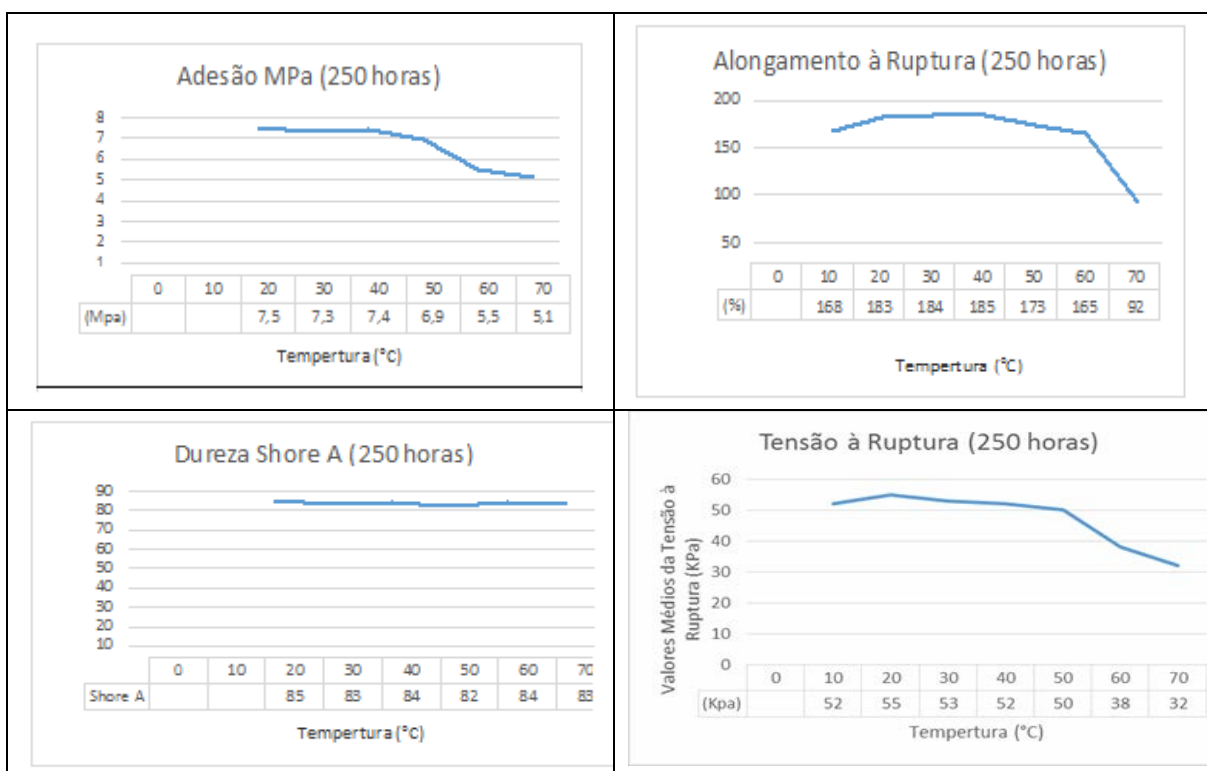 Adesão MPa (250 horas)
8
7
6
5
4
3
2
1
0 10 20 30 40 50 60 70
(Mpa) 7,5 7,3 7,4 6,9 5,5 5,1
Tempertura (°C)
Alongamento à Ruptura (250 horas)
200
150
100
50
0 10 20 30 40 50 60 70
(%) 168 183 184 185 173 165 92
Tempertura (°C)
Dureza Shore A (250 horas)
90
80
70
60
50
40
30
20
10
0 10 20 30 40 50 60 70
Shore A 85 83 84 82 84 83
Tempertura (°C)
Tensão à Ruptura (250 horas)
Valores Médios da Tensão à
Ruptura (KPa)
60
50
40
30
20
10
0
0 10 20 30 40 50 60 70
(Kpa) 52 55 53 52 50 38 32
Tempertura (°C)